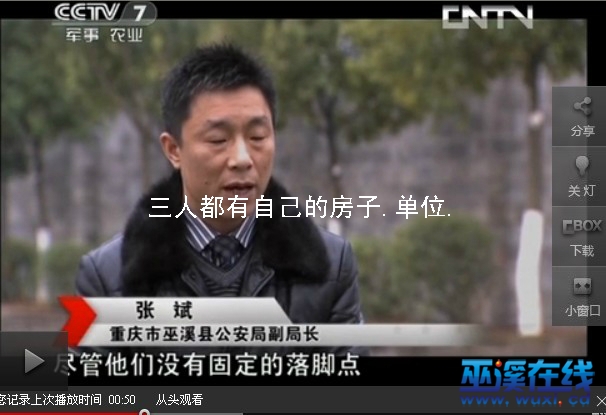 CCTV 7
CNTV
军事 农业
分享
关灯
CBOX
下载
小窗口
三人都有自己的房子.单位.
张 斌
重庆市巫溪县公安局副局长
尽管他们没有固定的落脚点
巫溪在线
www.wuxi.cq
您记录上次播放时间 00:50 从头观看